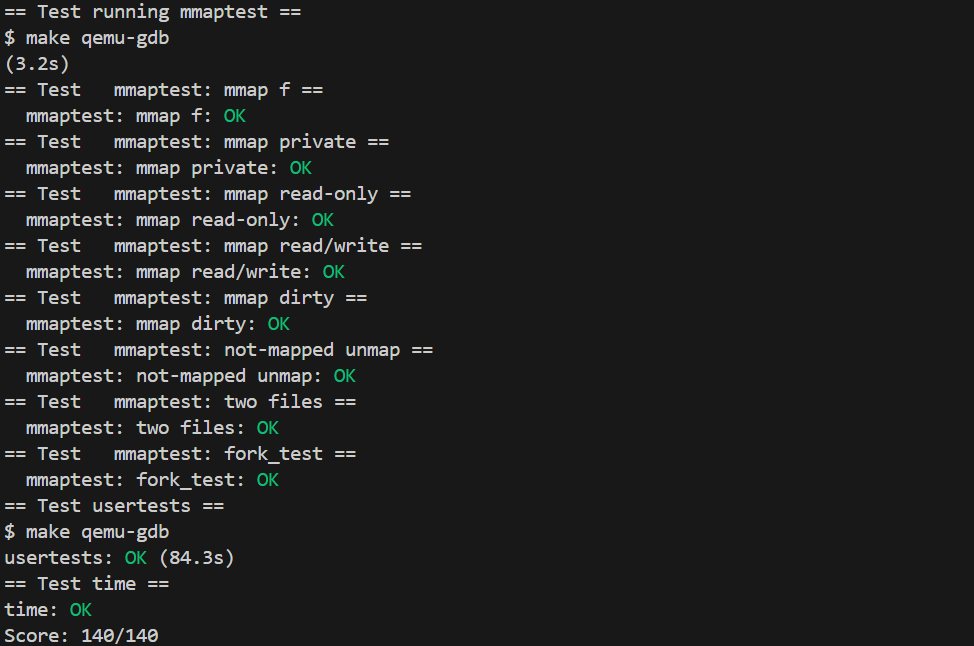 == Test running mmaptest ==
$ make qemu-gdb
(3.2s)
== Test   mmaptest: mmap f ==
  mmaptest: mmap f: OK
== Test   mmaptest: mmap private ==
  mmaptest: mmap private: OK
== Test   mmaptest: mmap read-only ==
  mmaptest: mmap read-only: OK
== Test   mmaptest: mmap read/write ==
  mmaptest: mmap read/write: OK
== Test   mmaptest: mmap dirty ==
  mmaptest: mmap dirty: OK
== Test   mmaptest: not-mapped unmap ==
  mmaptest: not-mapped unmap: OK
== Test   mmaptest: two files ==
  mmaptest: two files: OK
== Test   mmaptest: fork_test ==
  mmaptest: fork_test: OK
== Test usertests ==
$ make qemu-gdb
usertests: OK (84.3s)
== Test time ==
time: OK
Score: 140/140